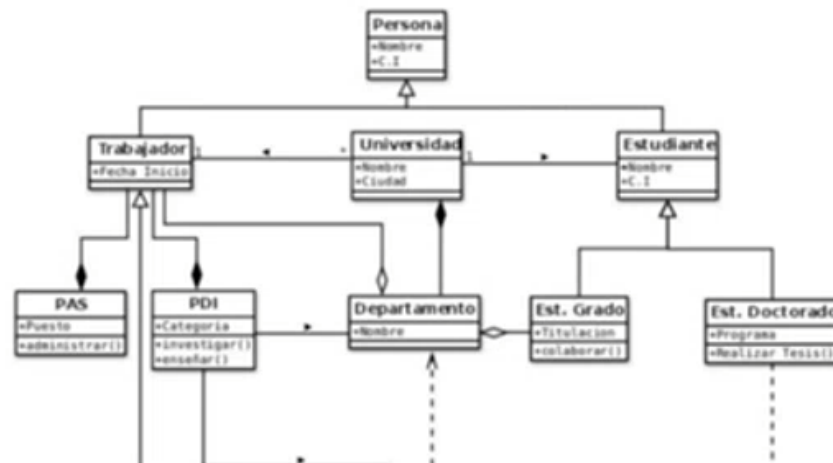 Persona
+Nombre
+C.I
Trabajador
+Fecha Inicio
1
*
Universidad
+Nombre
+Ciudad
1
Estudiante
+Nombre
+C.I
PAS
+Puesto
+administrar()
PDI
+Categoria
+investigar()
+enseñar()
Departamento
+Nombre
Est. Grado
+Titulacion
+colaborar()
Est. Doctorado
+Programa
+Realizar Tesis()